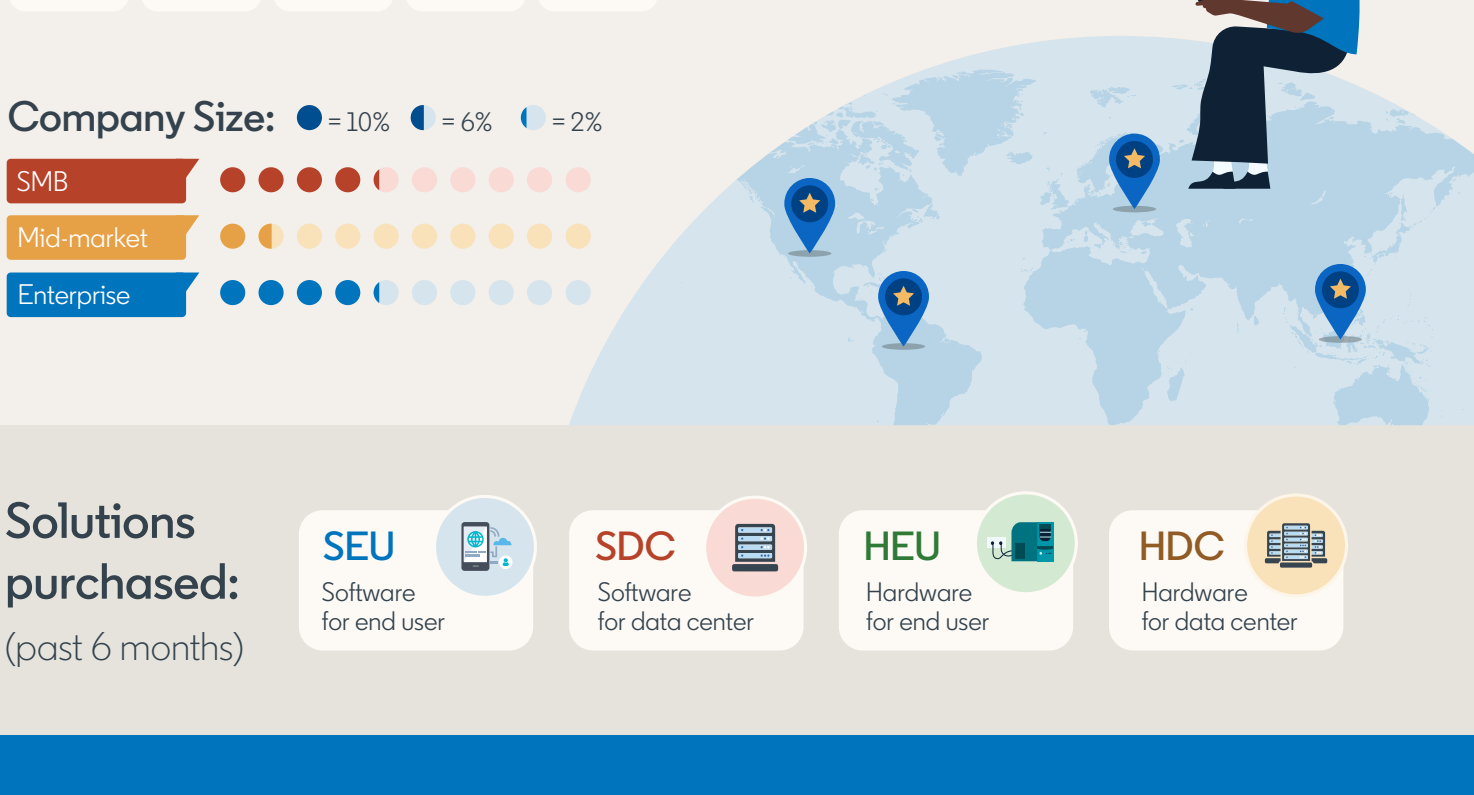 Company Size: = 10% = 6% = 2%
SMB
Mid-market
Enterprise
Solutions
purchased:
(past 6 months)
SEU
Software
for end user
SDC
Software
for data center
HEU
Hardware
for end user
HDC
Hardware
for data center